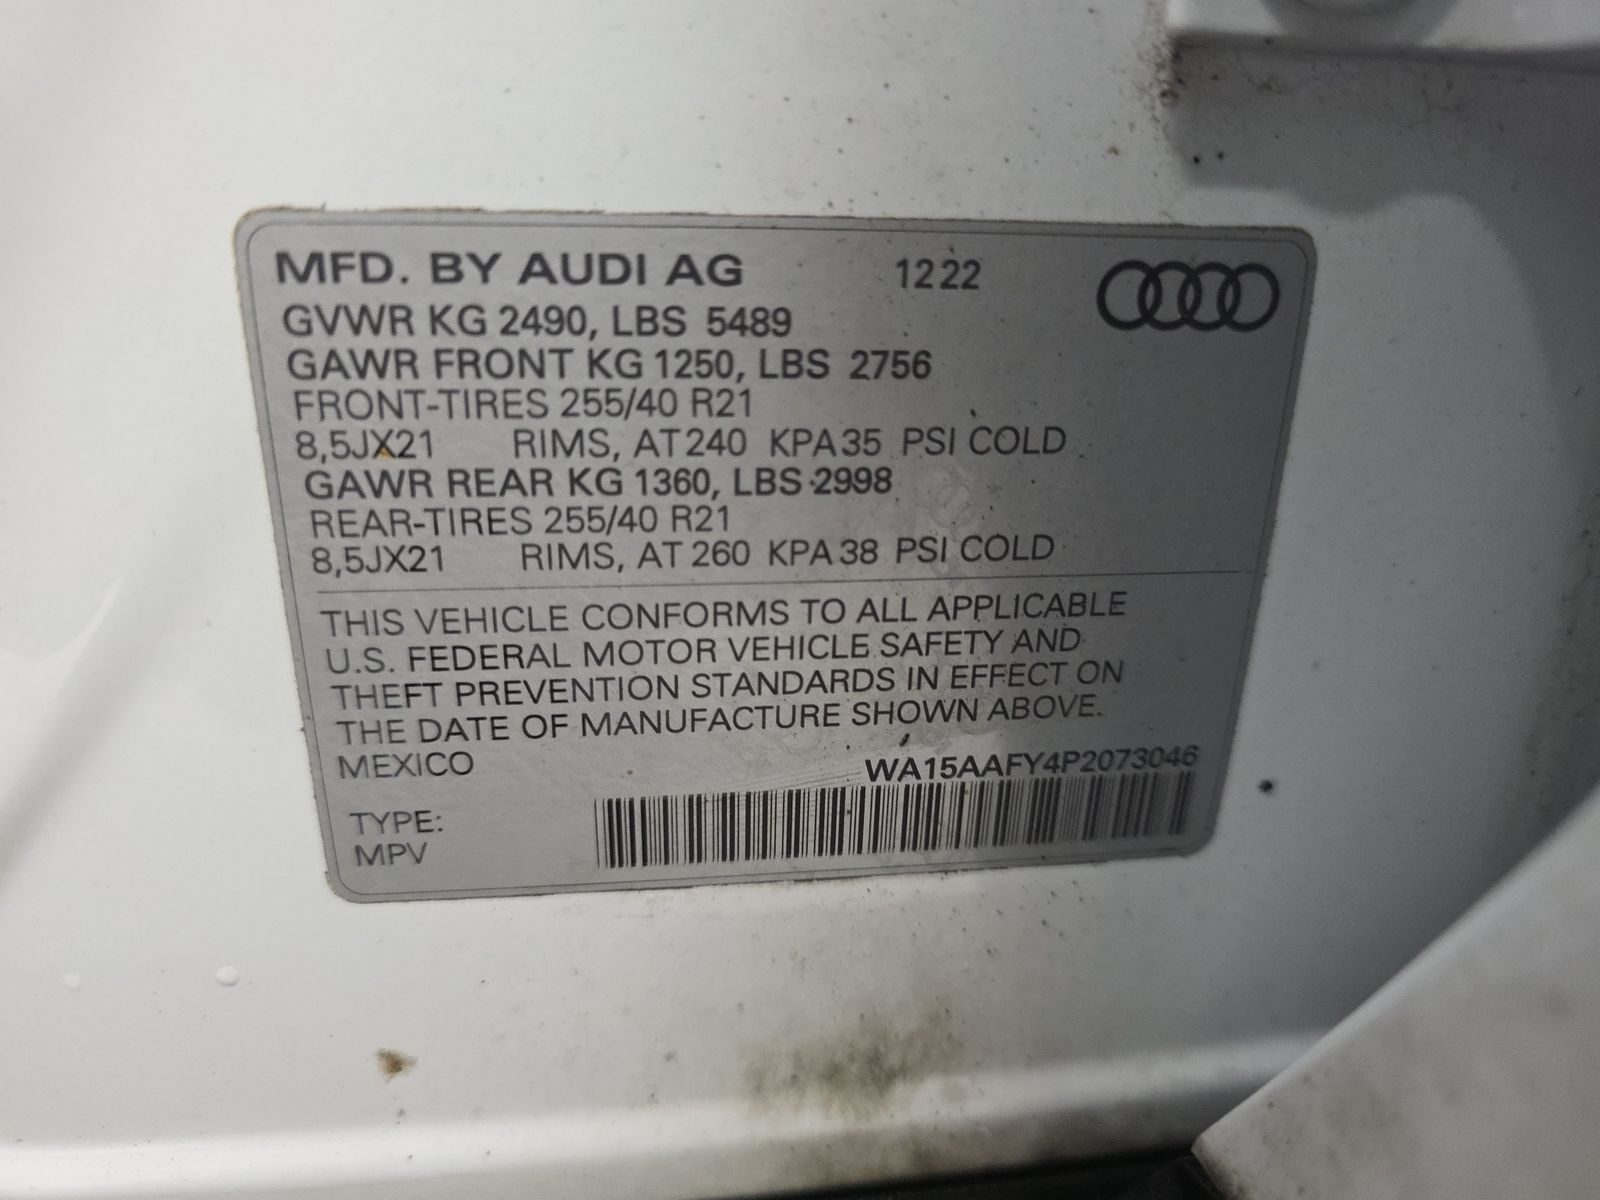 MFD. BY AUDI AG 12 22
GVWR KG 2490, LBS 5489
GAWR FRONT KG 1250, LBS 2756
FRONT-TIRES 255/40 R21
8,5JX21 RIMS, AT 240 KPA 35 PSI COLD
GAWR REAR KG 1360, LBS 2998
REAR-TIRES 255/40 R21
8,5JX21 RIMS, AT 260 KPA 38 PSI COLD
THIS VEHICLE CONFORMS TO ALL APPLICABLE
U.S. FEDERAL MOTOR VEHICLE SAFETY AND
THEFT PREVENTION STANDARDS IN EFFECT ON
THE DATE OF MANUFACTURE SHOWN ABOVE.
MEXICO WA15AAFY4P2073046
TYPE:
MPV